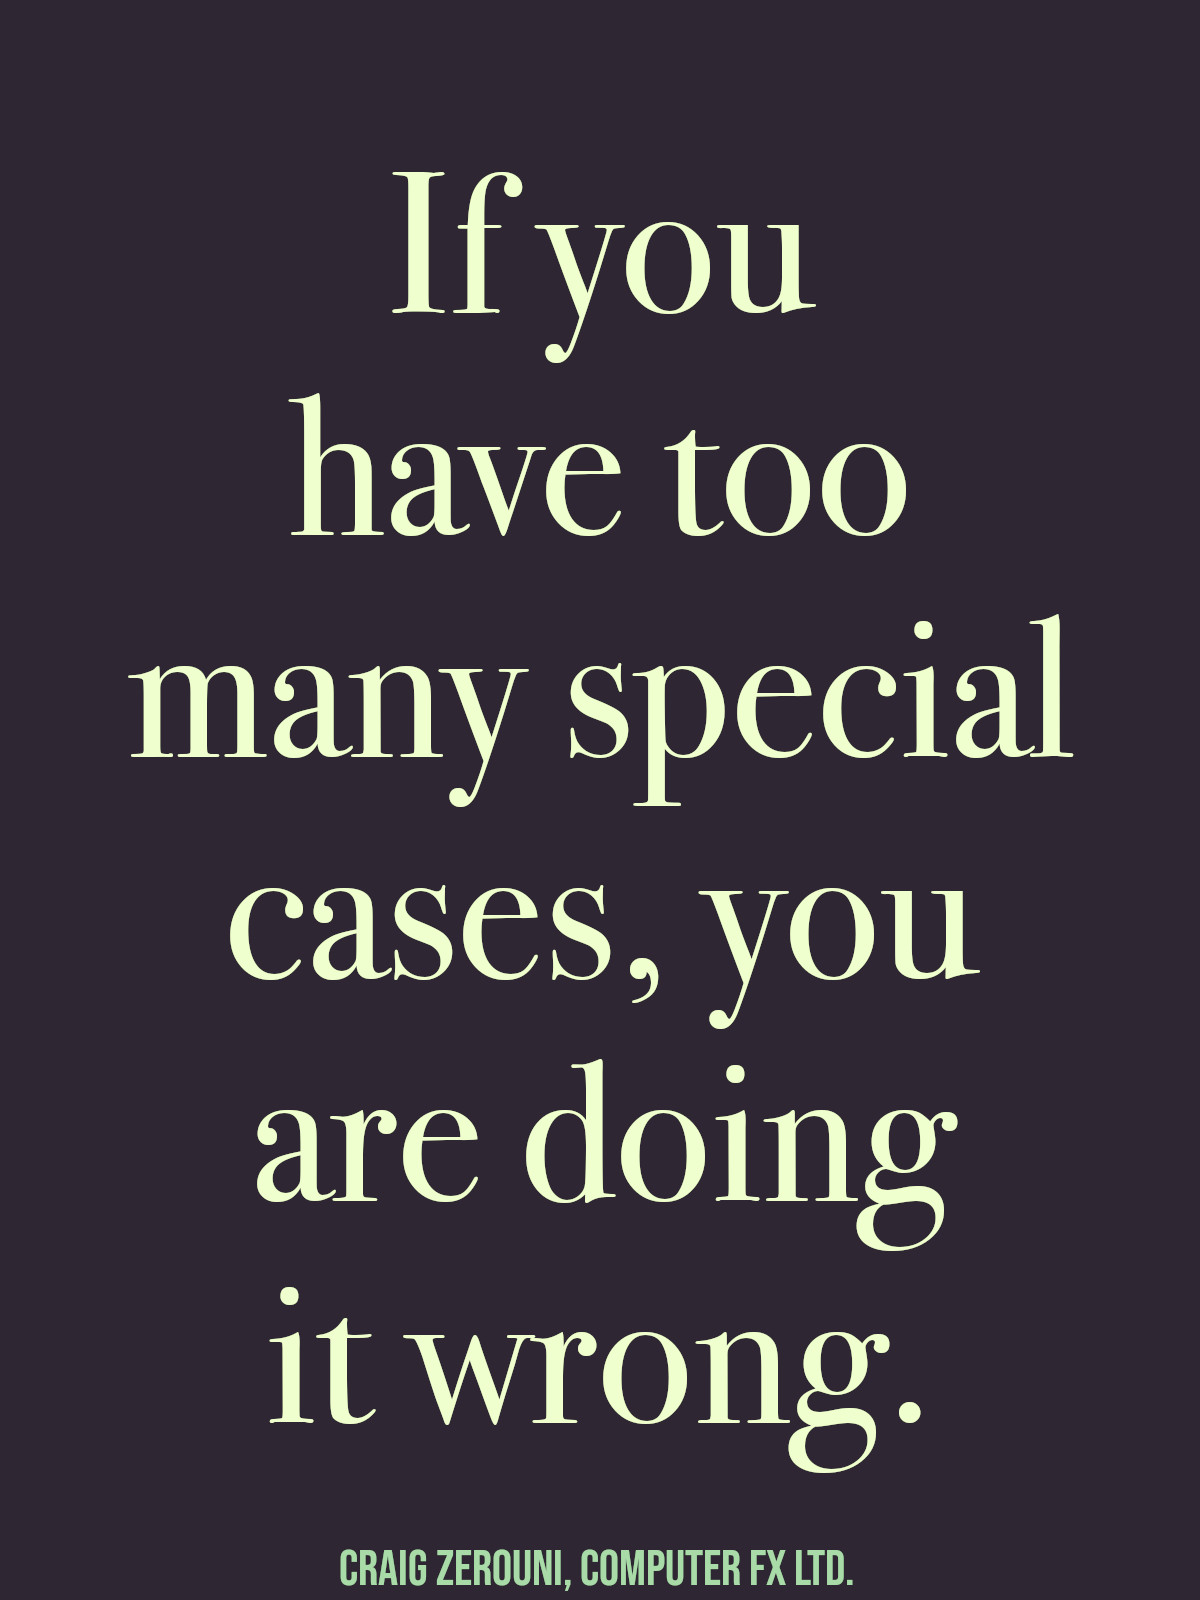 If you
have too
many special
cases, you
are doing
it wrong.
CRAIG ZEROUNI, COMPUTER FX LTD.